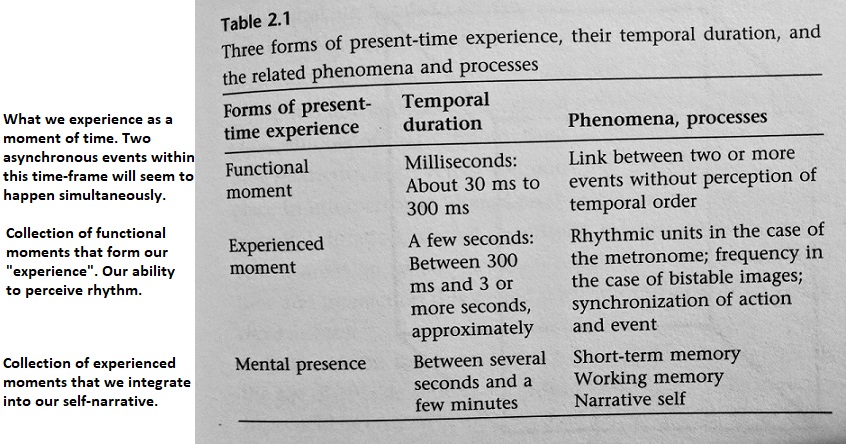 Table 2.1
Three forms of present-time experience, their temporal duration, and
the related phenomena and processes
Forms of present-
time experience
Temporal
duration
Phenomena, processes
What we experience as a
moment of time. Two
asynchronous events within
this time-frame will seem to
happen simultaneously.
Functional
moment
Milliseconds:
About 30 ms to
300 ms
Link between two or more
events without perception of
temporal order
Collection of functional
moments that form our
"experience". Our ability
to perceive rhythm.
Experienced
moment
A few seconds:
Between 300
ms and 3 or
more seconds,
approximately
Rhythmic units in the case of
the metronome; frequency in
the case of bistable images;
synchronization of action
and event
Collection of experienced
moments that we integrate
into our self-narrative.
Mental presence
Between several
seconds and a
few minutes
Short-term memory
Working memory
Narrative self